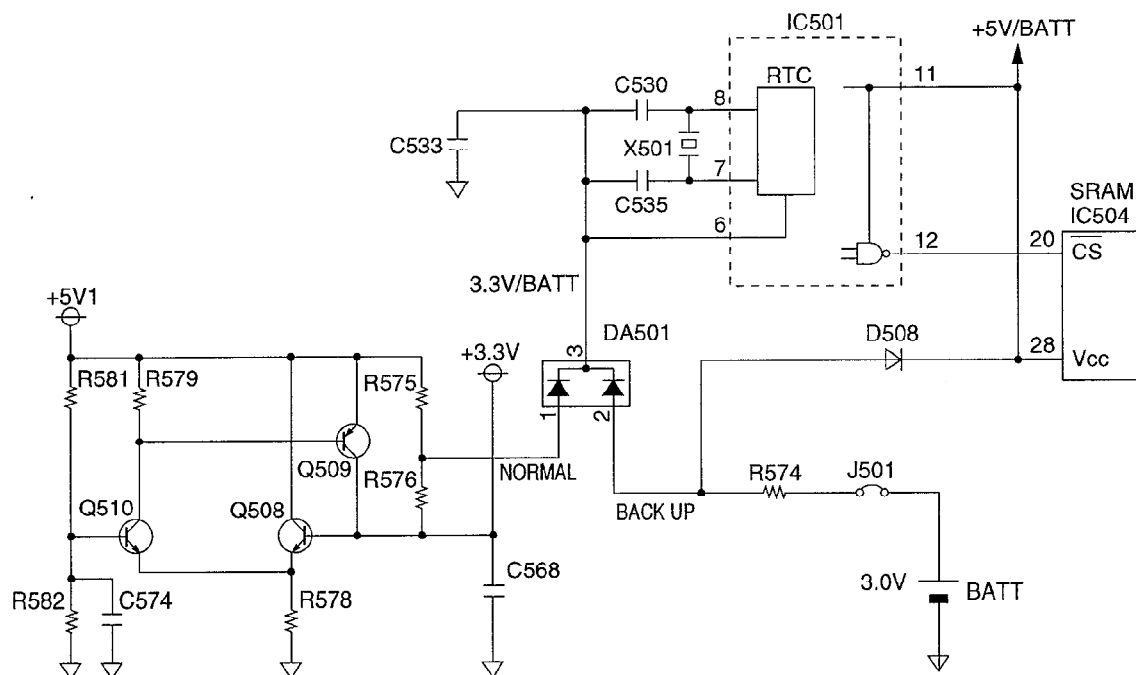 IC501
+5V/BATT
RTC
11
C530
8
C533
X501
7
C535
6
12
20
SRAM
IC504
CS
3.3V/BATT
+5V1
DA501
+3.3V
D508
28
Vcc
R581
R579
R575
3
1
2
Q509
R576
NORMAL
R574
J501
BACK UP
Q510
Q508
C568
3.0V
BATT
R582
C574
R578